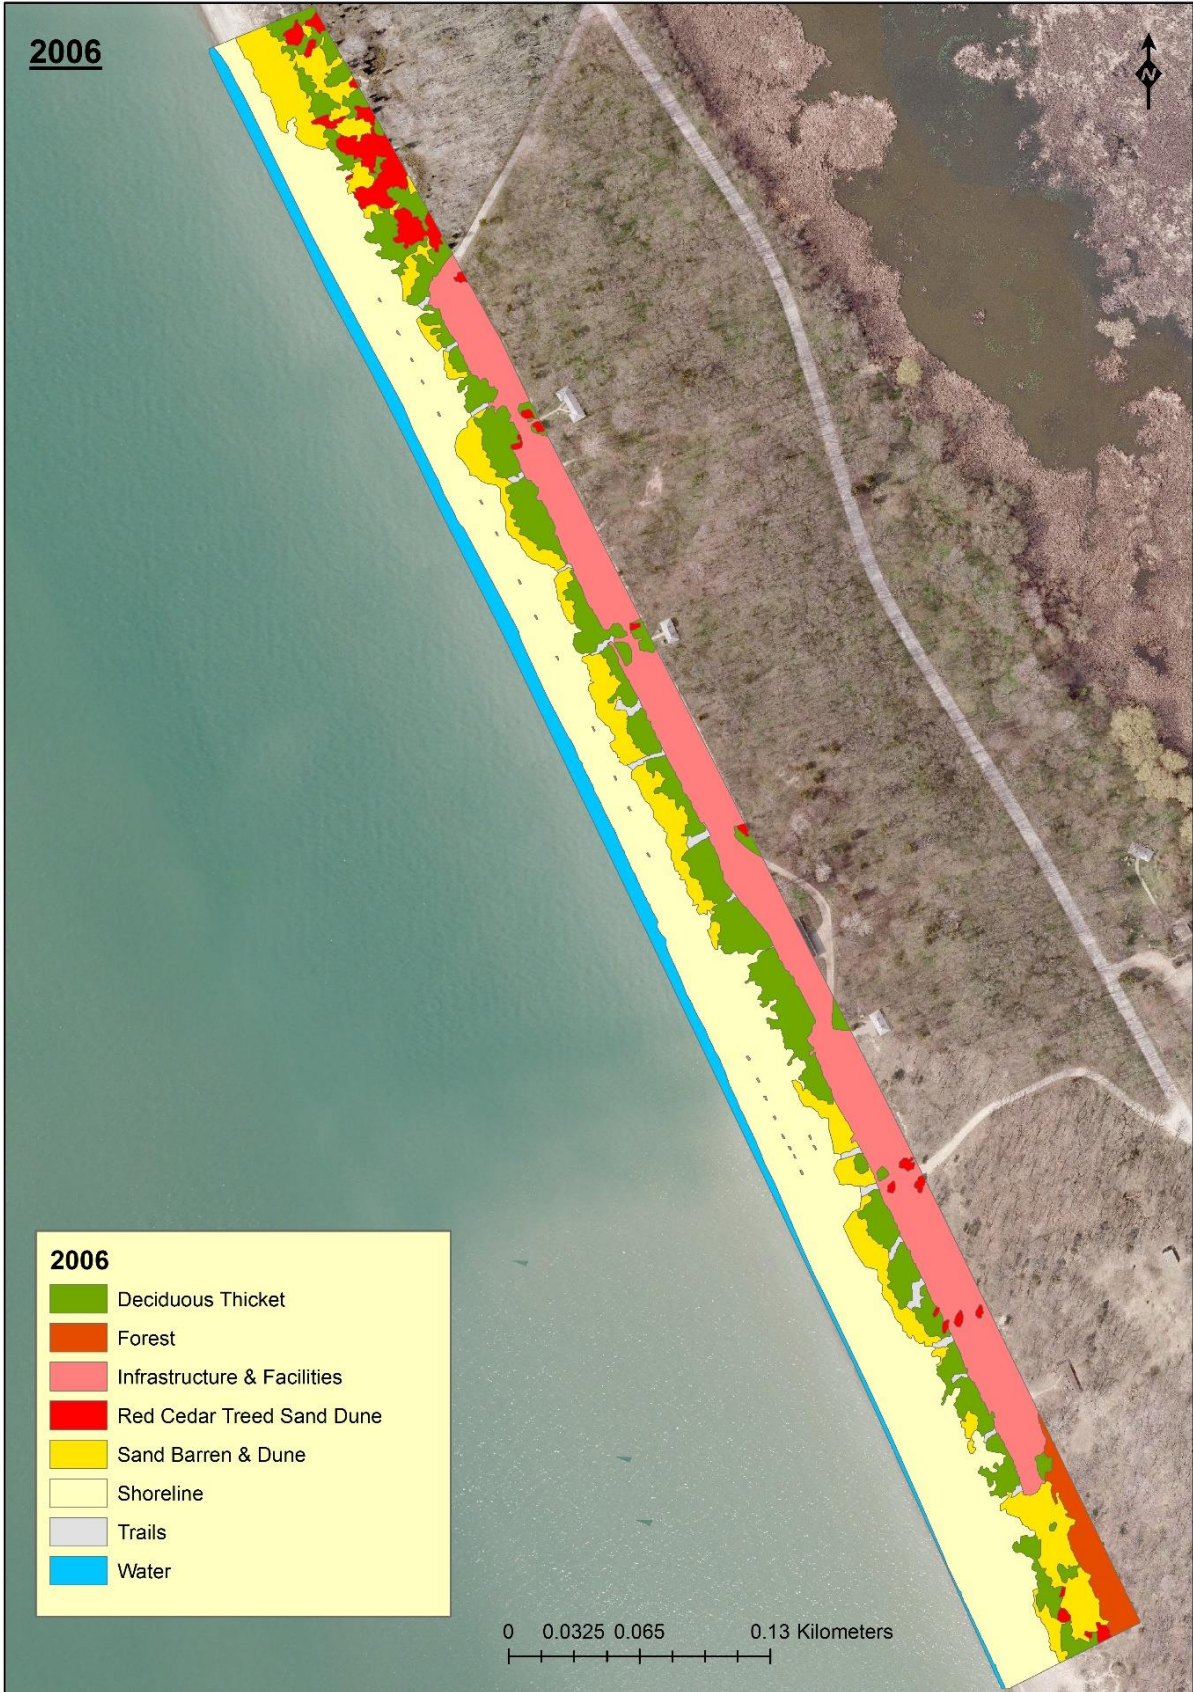 2006
N
2006
Deciduous Thicket
Forest
Infrastructure & Facilities
Red Cedar Treed Sand Dune
Sand Barren & Dune
Shoreline
Trails
Water
0 0.0325 0.065 0.13 Kilometers